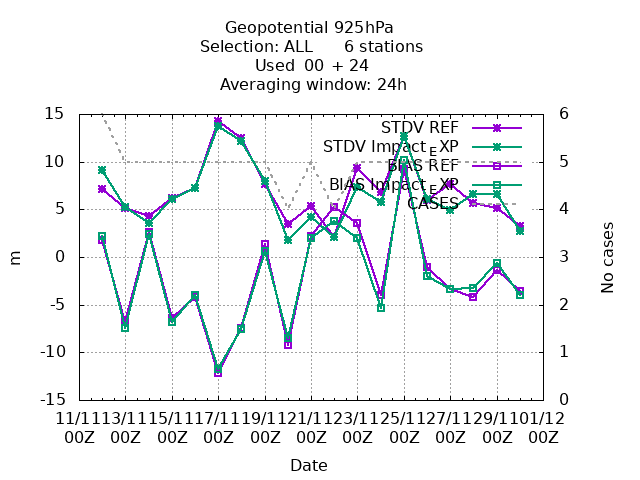 Geopotential 925hPa
Selection: ALL 6 stations
Used 00 + 24
Averaging window: 24h
15 6
STDV REF
STDV Impact_EXP
10 5
BIAS REF
BIAS Impact_EXP
CASES
5 4
0 3
-5 2
-10 1
-15 0
m
No cases
11/11 13/11 15/11 17/11 19/11 21/11 23/11 25/11 27/11 29/11 01/12
00Z 00Z 00Z 00Z 00Z 00Z 00Z 00Z 00Z 00Z 00Z
Date